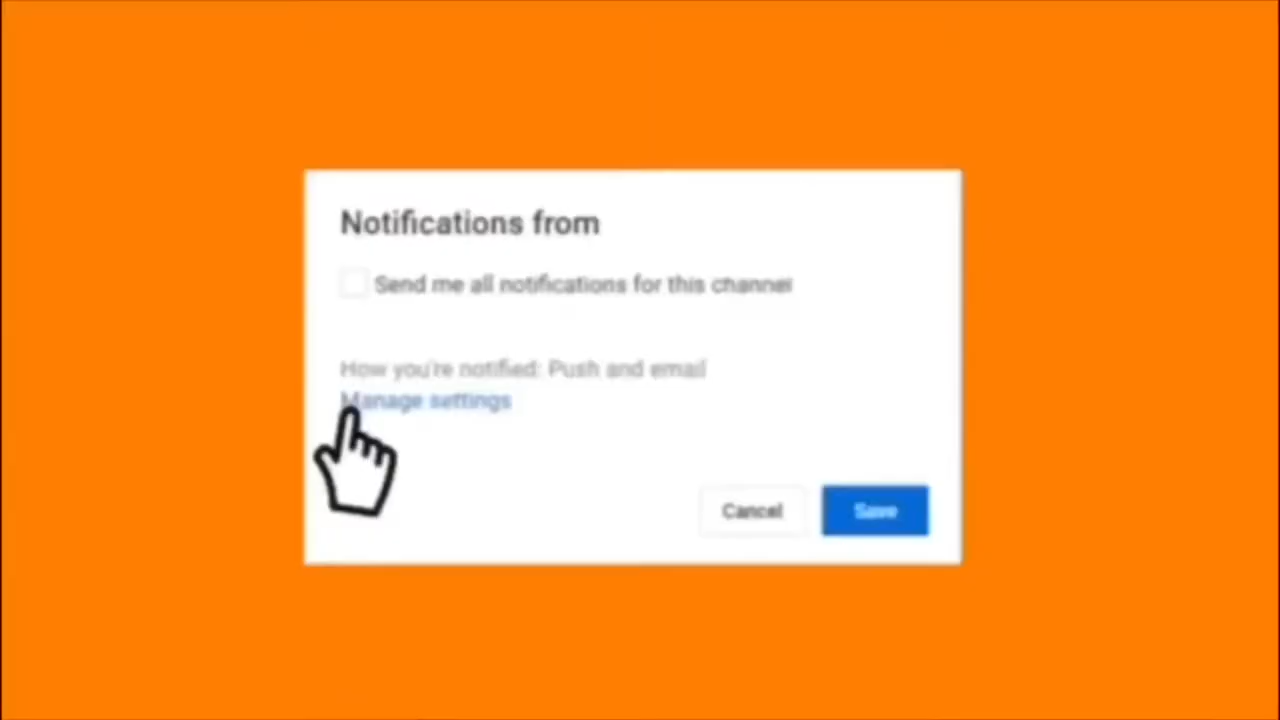 Notifications from
Send me all notifications for this channel
How you're notified: Push and email
Manage settings
Cancel
Save